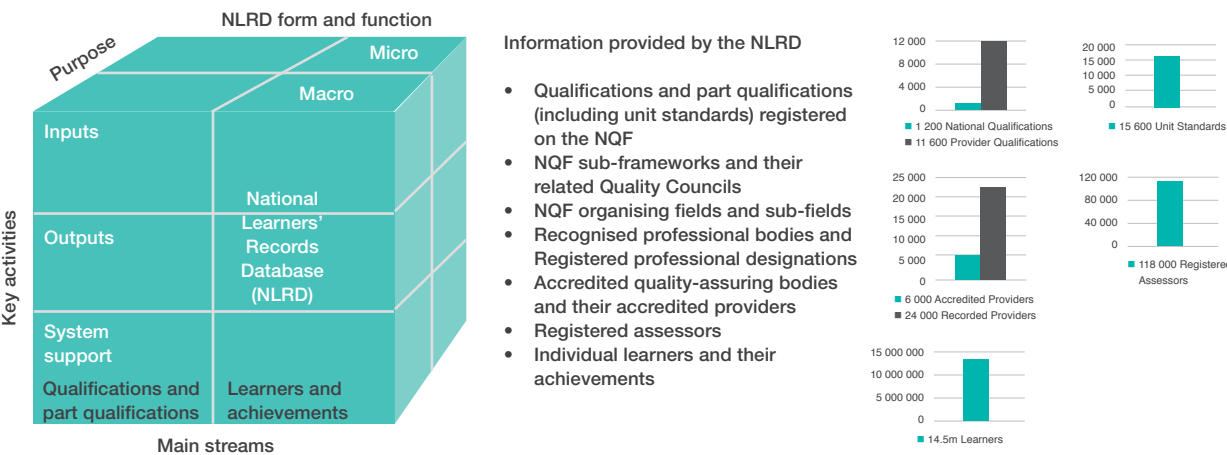 NLRD form and function
Purpose
Micro
Macro
Key activities
Inputs
Outputs
System
support
National
Learners'
Records
Database
(NLRD)
Qualifications and
part qualifications
Learners and
achievements
Main streams
Information provided by the NLRD
• Qualifications and part qualifications
(including unit standards) registered
on the NQF
• NQF sub-frameworks and their
related Quality Councils
• NQF organising fields and sub-fields
• Recognised professional bodies and
Registered professional designations
• Accredited quality-assuring bodies
and their accredited providers
• Registered assessors
• Individual learners and their
achievements
12 000
8 000
4 000
0
1 200 National Qualifications
11 600 Provider Qualifications
20 000
15 000
10 000
5 000
0
15 600 Unit Standards
25 000
20 000
15 000
10 000
5 000
0
6 000 Accredited Providers
24 000 Recorded Providers
120 000
80 000
40 000
0
118 000 Registered
Assessors
15 000 000
10 000 000
5 000 000
0
14.5m Learners